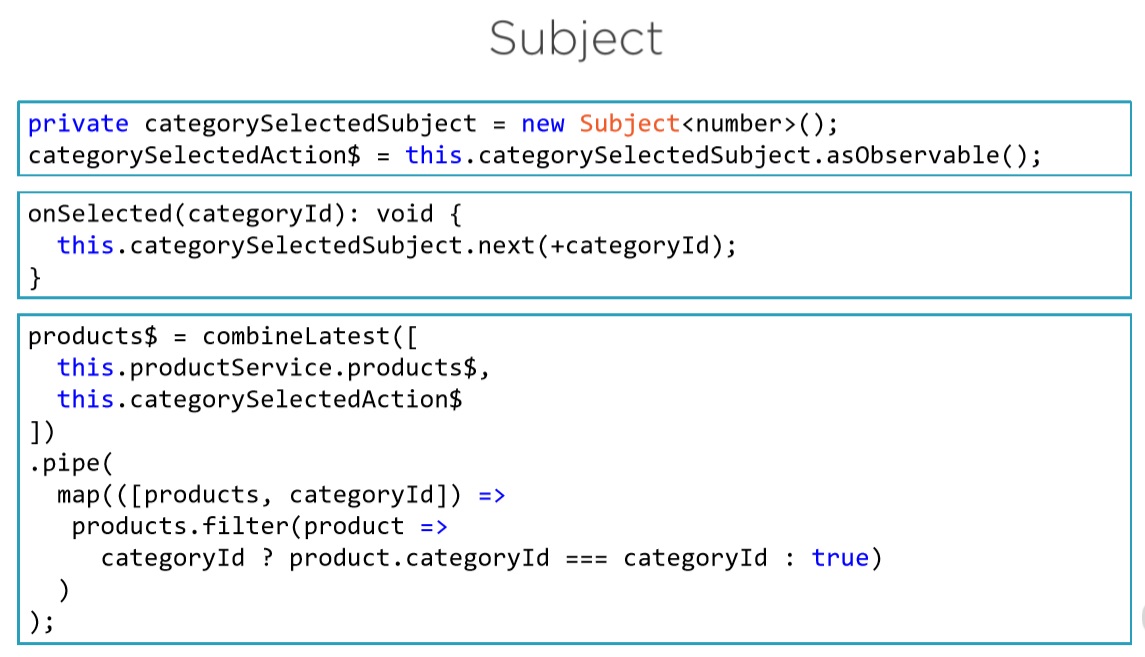 Subject
private categorySelectedSubject = new Subject<number>();
categorySelectedAction$ = this.categorySelectedSubject.asObservable();
onSelected(categoryId): void {
  this.categorySelectedSubject.next(+categoryId);
}
products$ = combineLatest([
  this.productService.products$,
  this.categorySelectedAction$
])
.pipe(
  map(([products, categoryId]) =>
   products.filter(product =>
     categoryId ? product.categoryId === categoryId : true)
  )
);